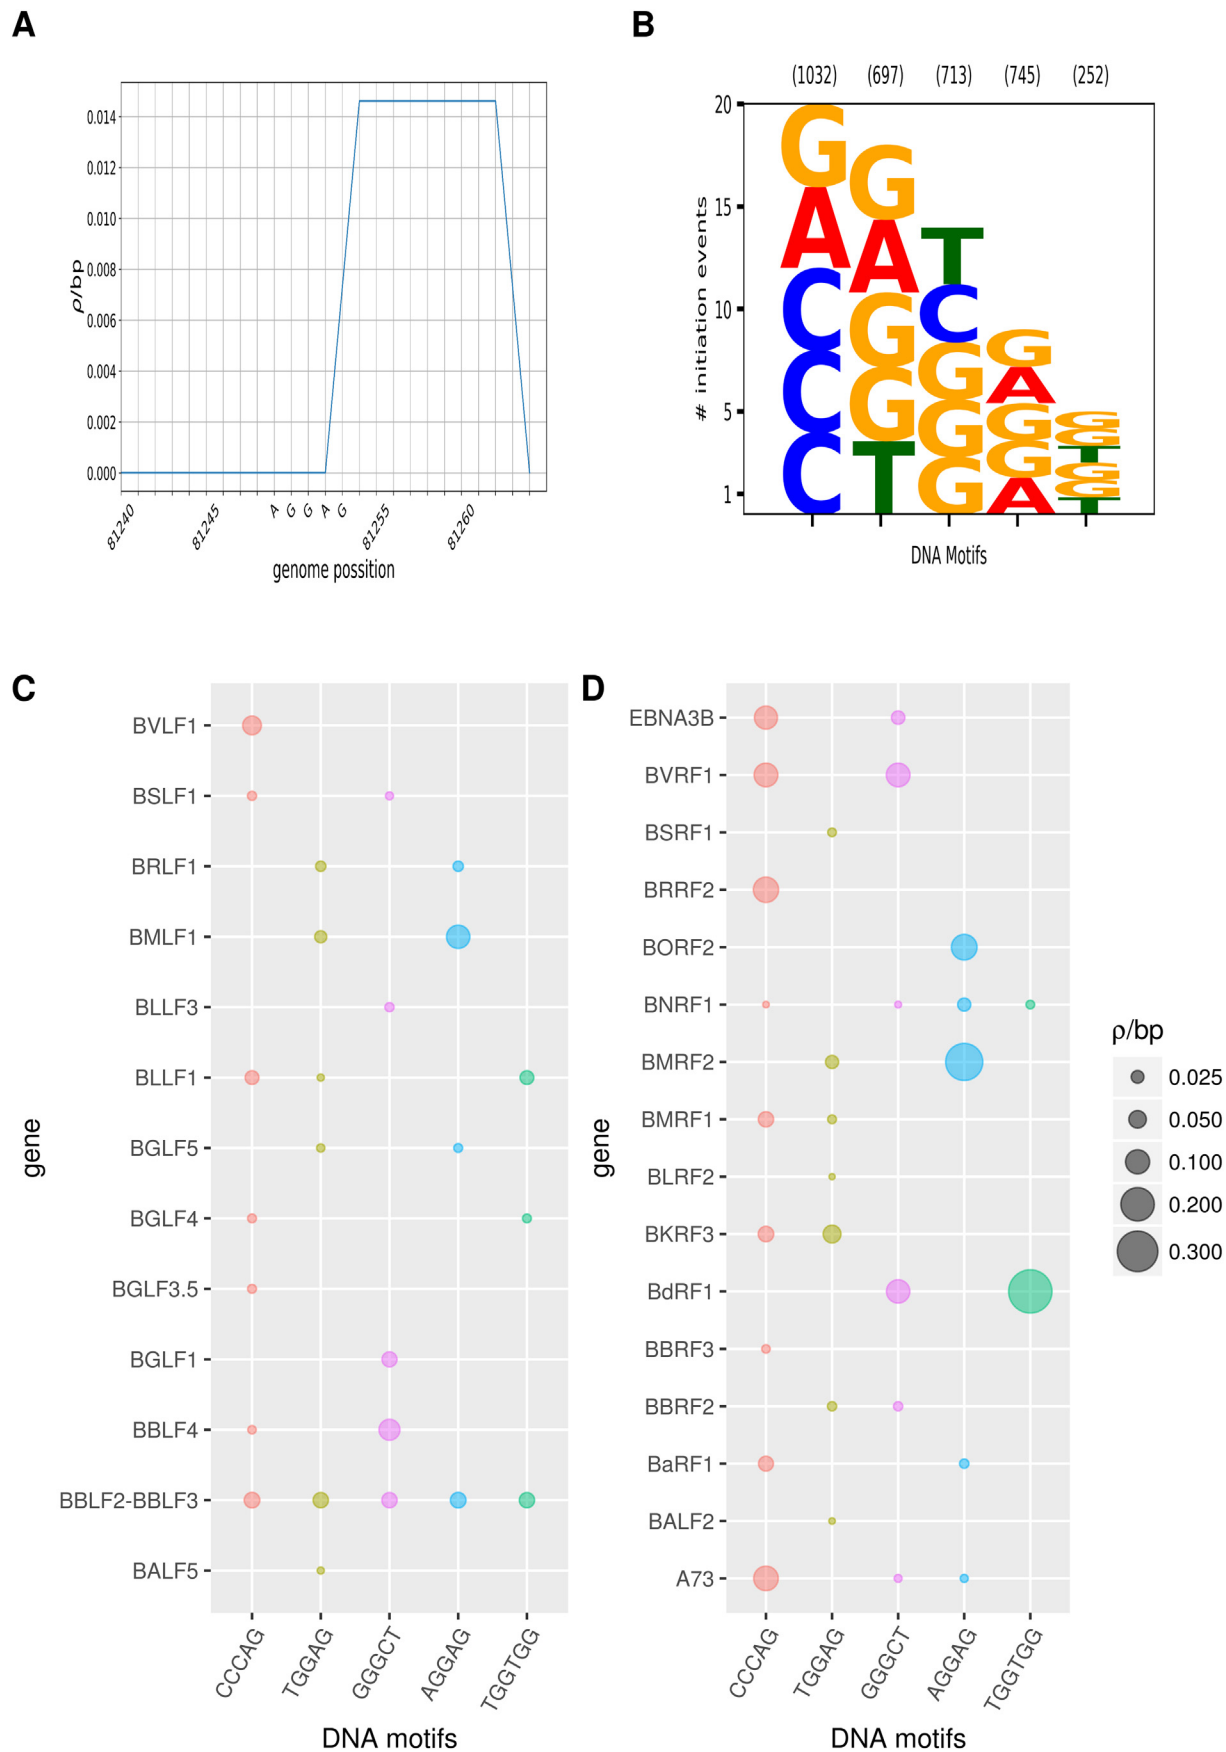 A
0.014
0.012
0.010
0.008
0.006
0.004
0.002
0.000
ρ/bp
81240
81245
A
G
G
A
G
81255
81260
genome possition
B
(1032) (697) (713) (745) (252)
20
15
10
5
1
# initiation events
G A C C C
G A G G T
T C G G G
G A G G A
G G T G G T
DNA Motifs
C
BVLF1
BSLF1
BRLF1
BMLF1
BLLF3
BLLF1
BGLF5
BGLF4
BGLF3.5
BGLF1
BBLF4
BBLF2-BBLF3
BALF5
gene
CCCAG
TGGAG
GGGCT
AGGAG
TGGTGG
DNA motifs
D
EBNA3B
BVRF1
BSRF1
BRRF2
BORF2
BNRF1
BMRF2
BMRF1
BLRF2
BKRF3
BdRF1
BBRF3
BBRF2
BaRF1
BALF2
A73
gene
CCCAG
TGGAG
GGGCT
AGGAG
TGGTGG
DNA motifs
ρ/bp
0.025
0.050
0.100
0.200
0.300